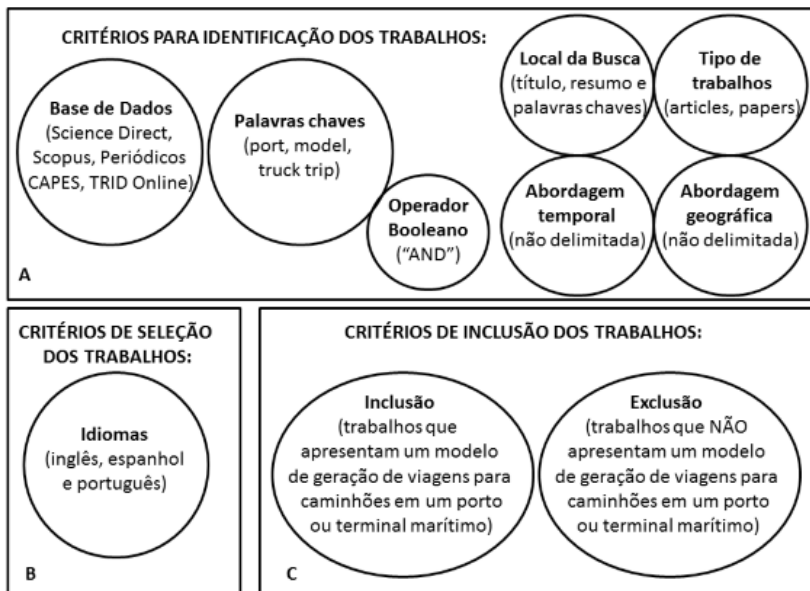 CRITÉRIOS PARA IDENTIFICAÇÃO DOS TRABALHOS:
Base de Dados
(Science Direct,
Scopus, Periódicos
CAPES, TRID Online)
Palavras chaves
(port, model,
truck trip)
Operador
Booleano
(“AND”)
Local da Busca
(título, resumo e
palavras chaves)
Tipo de
trabalhos
(articles, papers)
Abordagem
temporal
(não delimitada)
Abordagem
geográfica
(não delimitada)
A
CRITÉRIOS DE SELEÇÃO
DOS TRABALHOS:
Idiomas
(inglês, espanhol
e português)
B
CRITÉRIOS DE INCLUSÃO DOS TRABALHOS:
Inclusão
(trabalhos que
apresentam um modelo
de geração de viagens para
caminhões em um porto
ou terminal marítimo)
Exclusão
(trabalhos que NÃO
apresentam um modelo
de geração de viagens para
caminhões em um porto
ou terminal marítimo)
C